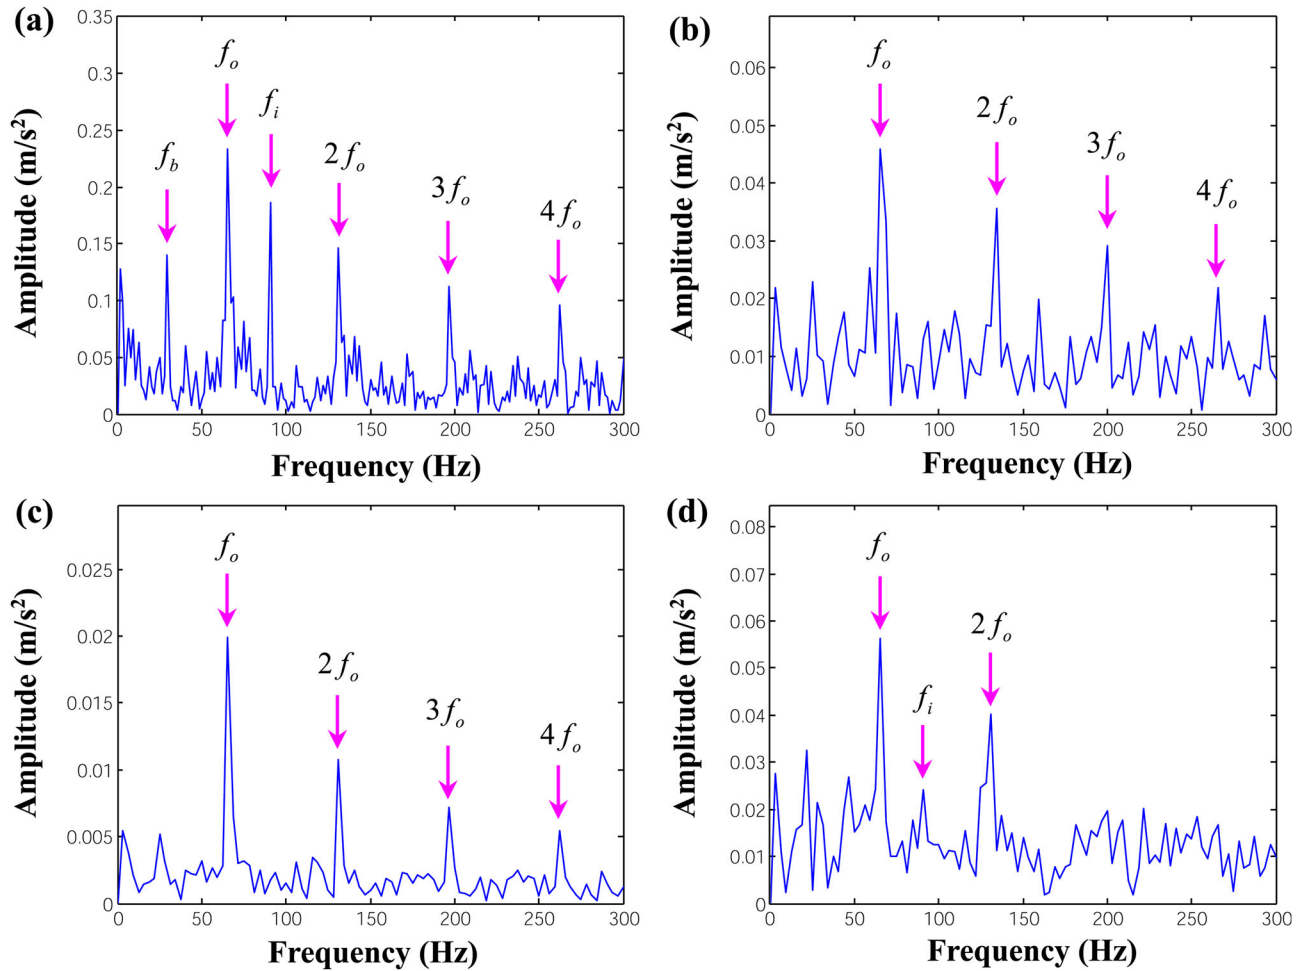 (a)
Amplitude (m/s²)
0.35
0.3
0.25
0.2
0.15
0.1
0.05
0
f_b
f_o
f_i
2f_o
3f_o
4f_o
0 50 100 150 200 250 300
Frequency (Hz)
(b)
Amplitude (m/s²)
0.06
0.05
0.04
0.03
0.02
0.01
0
f_o
2f_o
3f_o
4f_o
0 50 100 150 200 250 300
Frequency (Hz)
(c)
Amplitude (m/s²)
0.025
0.02
0.015
0.01
0.005
0
f_o
2f_o
3f_o
4f_o
0 50 100 150 200 250 300
Frequency (Hz)
(d)
Amplitude (m/s²)
0.08
0.07
0.06
0.05
0.04
0.03
0.02
0.01
0
f_o
f_i
2f_o
0 50 100 150 200 250 300
Frequency (Hz)